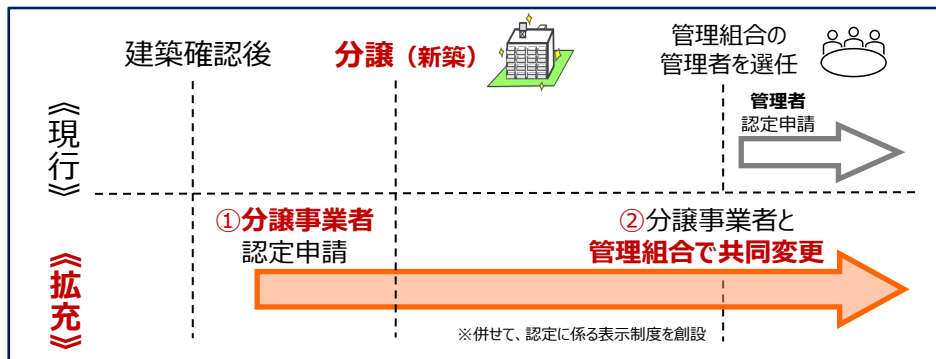 建築確認後
分譲（新築）
管理組合の
管理者を選任
《現行》
管理者
認定申請
①分譲事業者
認定申請
②分譲事業者と
管理組合で共同変更
《拡充》
※併せて、認定に係る表示制度を創設